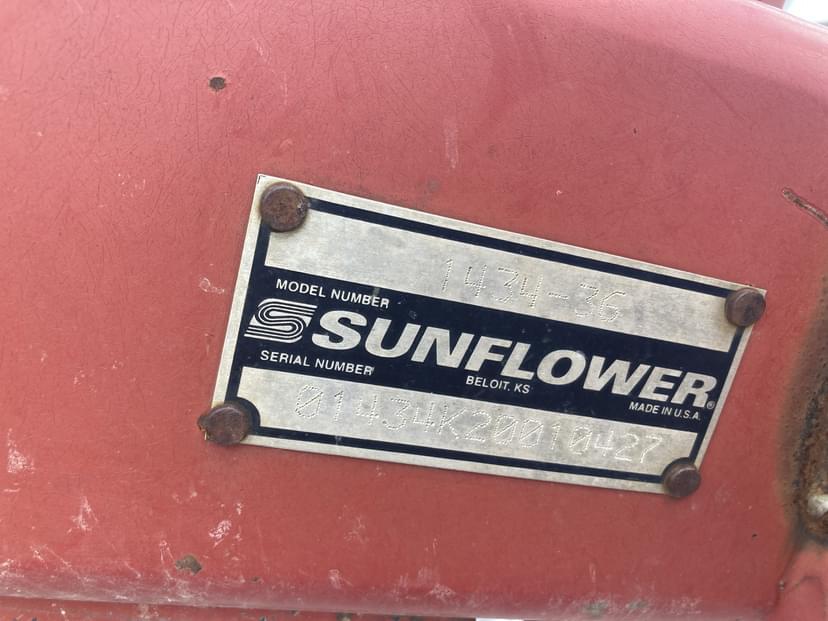 1434-36
MODEL NUMBER
SUNFLOWER®
SERIAL NUMBER
BELOIT, KS
MADE IN U.S.A.
01434K20010427